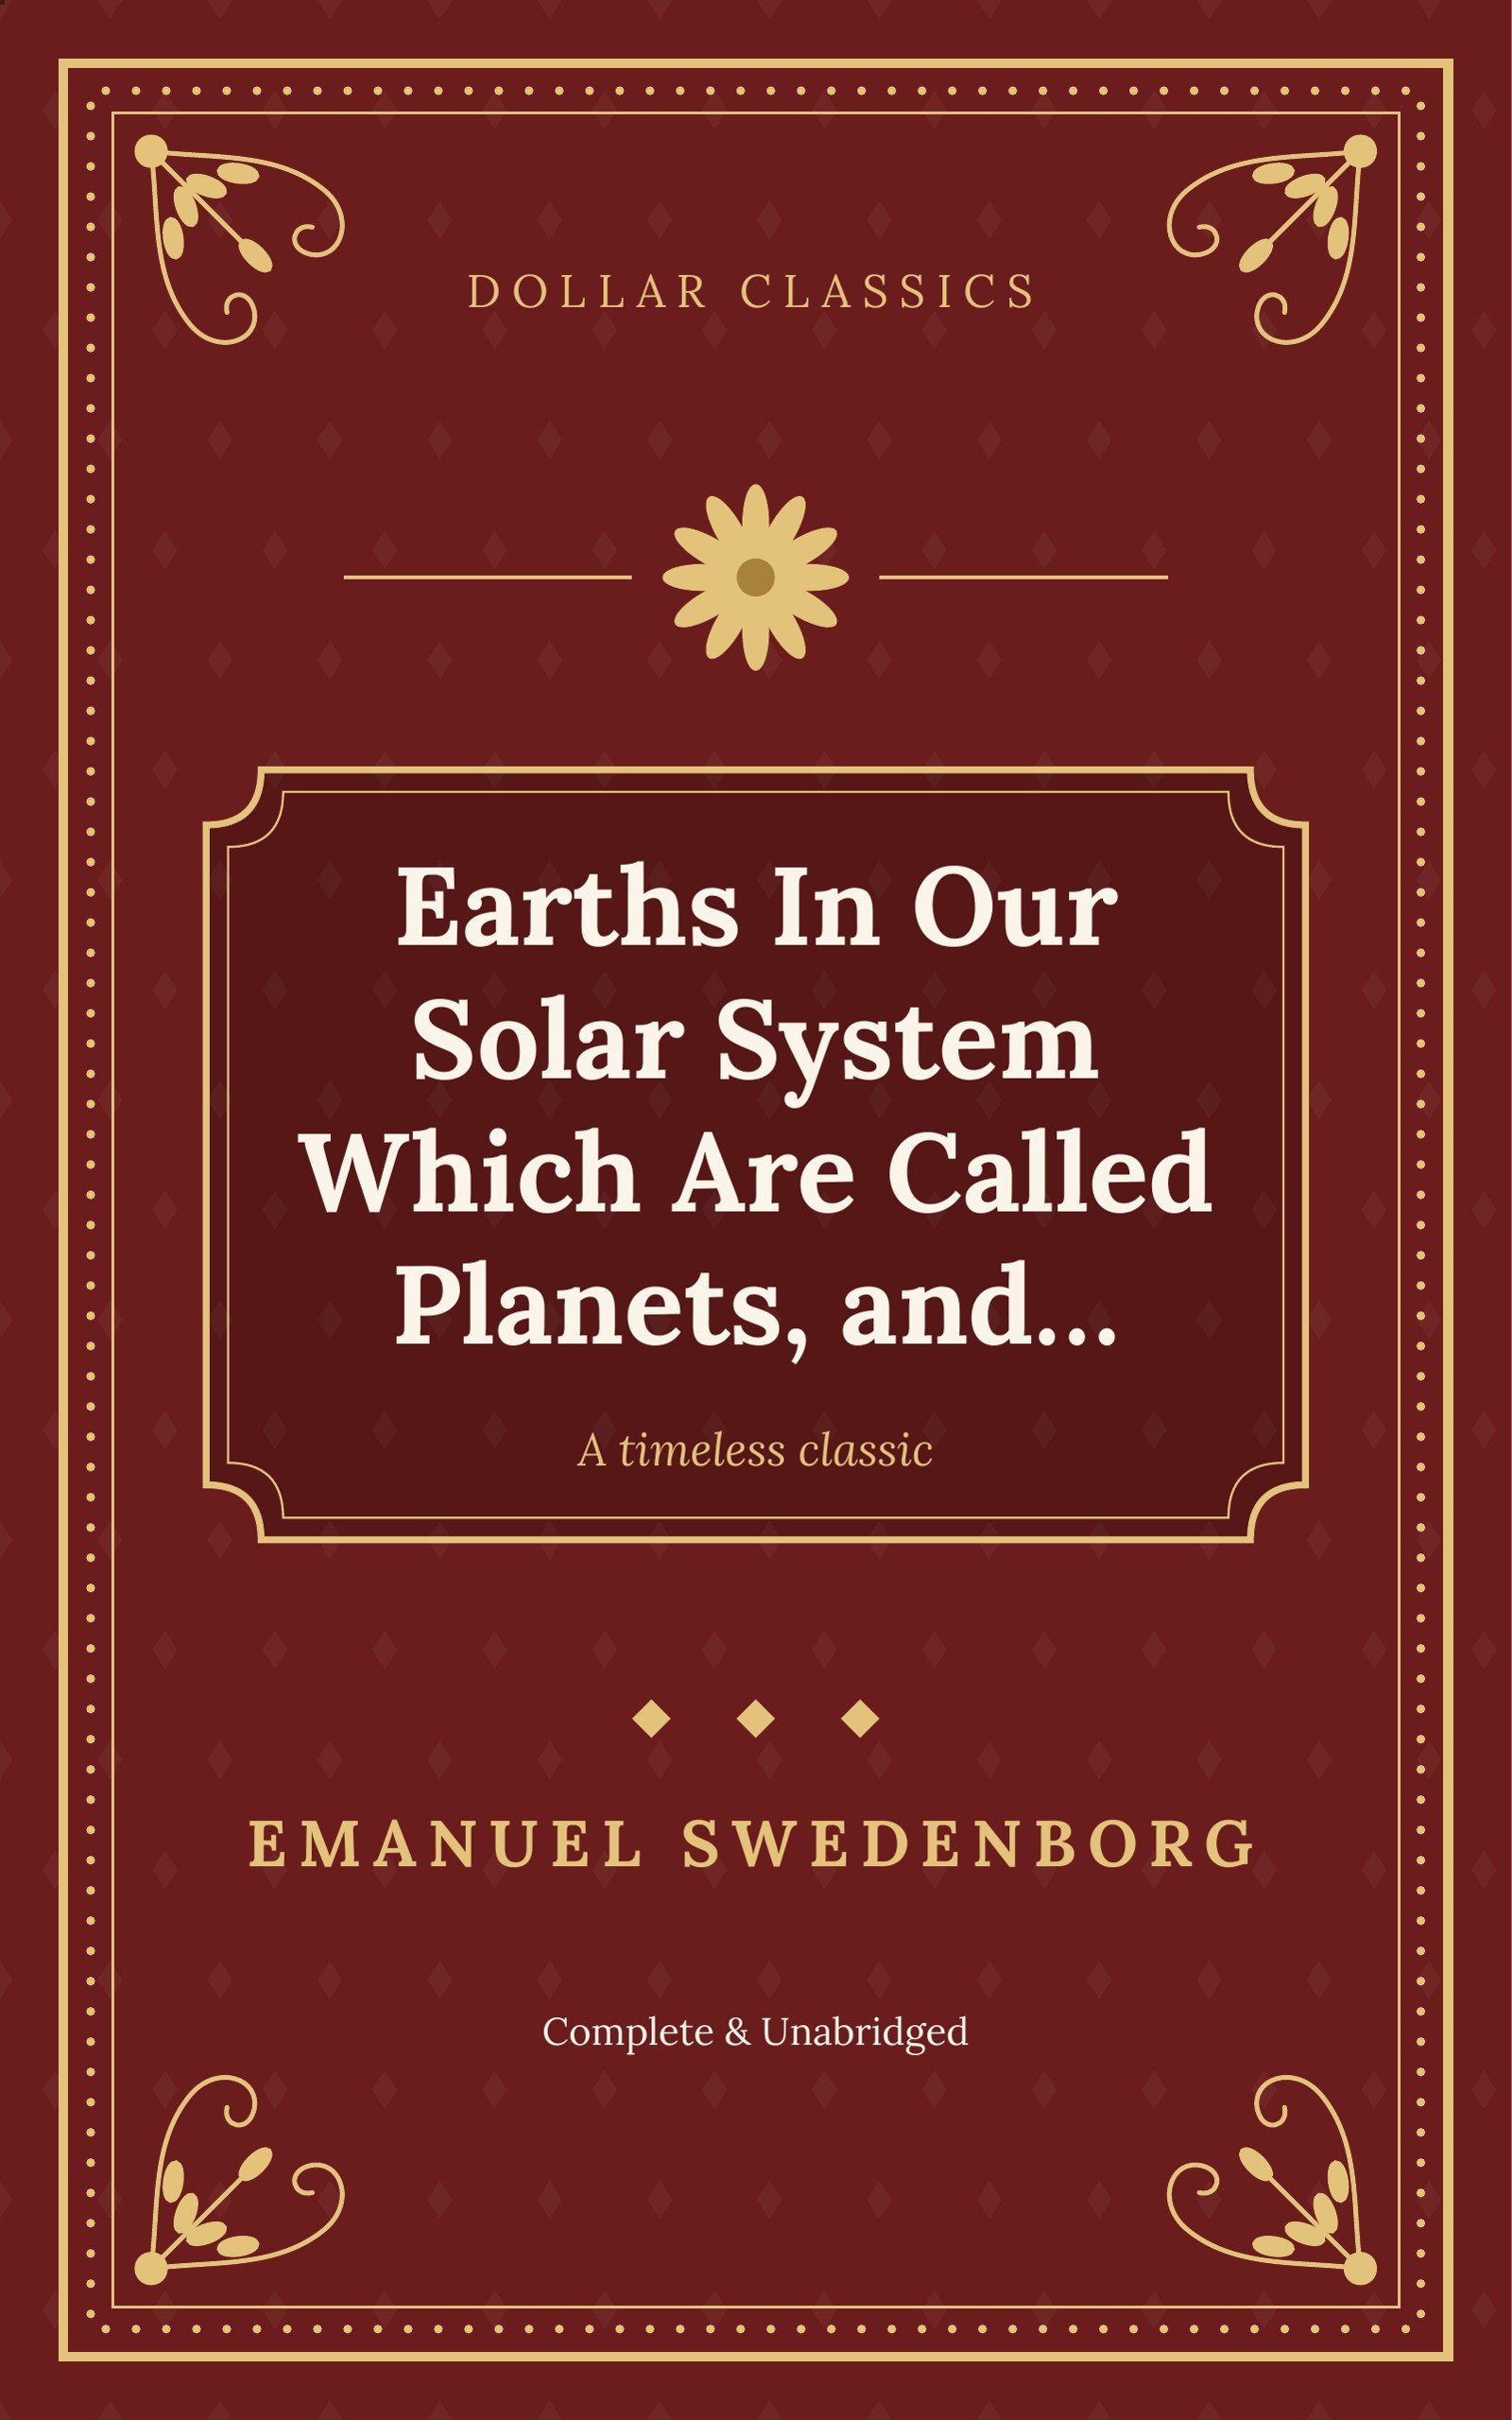 DOLLAR CLASSICS
Earths In Our
Solar System
Which Are Called
Planets, and...
A timeless classic
EMANUEL SWEDENBORG
Complete & Unabridged